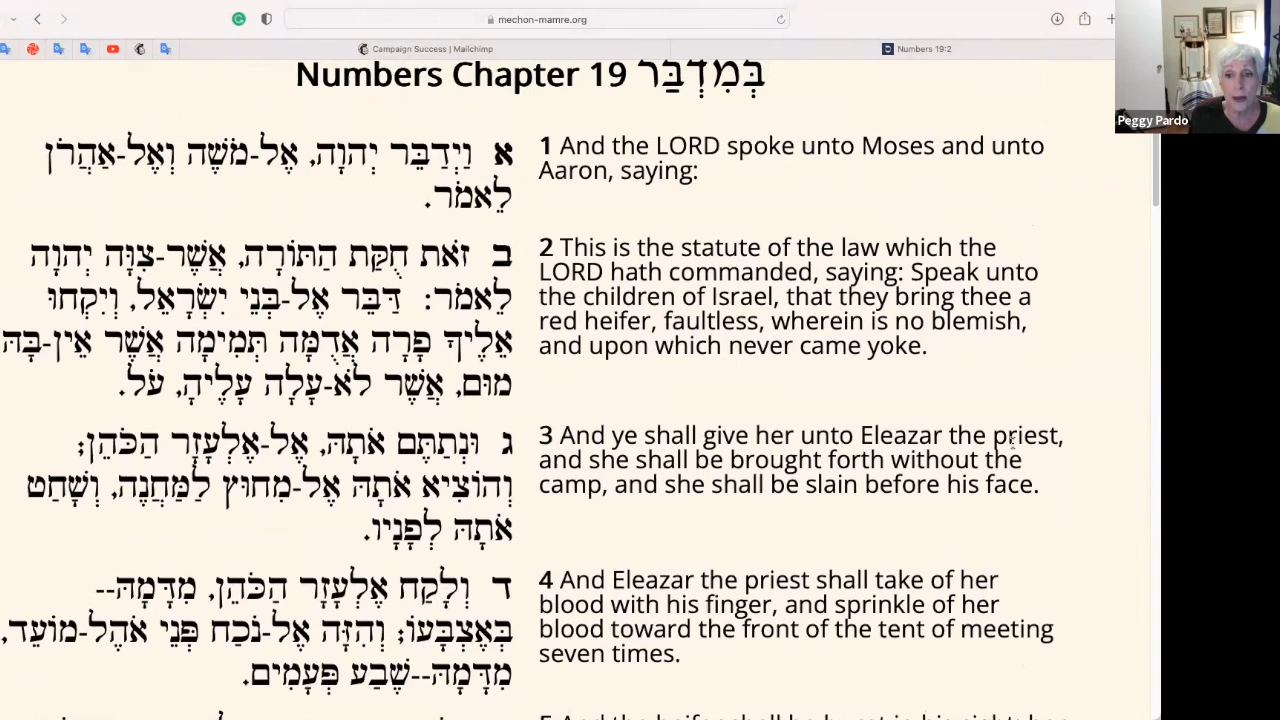 mechon-mamre.org
Campaign Success | Mailchimp
Numbers 19:2
Peggy Pardo
Numbers Chapter 19 בְּמִדְבַּר
א וַיְדַבֵּר יְהוָה, אֶל-מֹשֶׁה וְאֶל-אַהֲרֹן
לֵאמֹר.
1 And the LORD spoke unto Moses and unto
Aaron, saying:
ב זֹאת חֻקַּת הַתּוֹרָה, אֲשֶׁר-צִוָּה יְהוָה
לֵאמֹר: דַּבֵּר אֶל-בְּנֵי יִשְׂרָאֵל, וְיִקְחוּ
אֵלֶיךָ פָרָה אֲדֻמָּה תְּמִימָה אֲשֶׁר אֵין-בָּהּ
מוּם, אֲשֶׁר לֹא-עָלָה עָלֶיהָ, עֹל.
2 This is the statute of the law which the
LORD hath commanded, saying: Speak unto
the children of Israel, that they bring thee a
red heifer, faultless, wherein is no blemish,
and upon which never came yoke.
ג וּנְתַתֶּם אֹתָהּ, אֶל-אֶלְעָזָר הַכֹּהֵן;
וְהוֹצִיא אֹתָהּ אֶל-מִחוּץ לַמַּחֲנֶה, וְשָׁחַט
אֹתָהּ לְפָנָיו.
3 And ye shall give her unto Eleazar the priest,
and she shall be brought forth without the
camp, and she shall be slain before his face.
ד וְלָקַח אֶלְעָזָר הַכֹּהֵן, מִדָּמָהּ--
בְּאֶצְבָּעוֹ; וְהִזָּה אֶל-נֹכַח פְּנֵי אֹהֶל-מוֹעֵד,
מִדָּמָהּ--שֶׁבַע פְּעָמִים.
4 And Eleazar the priest shall take of her
blood with his finger, and sprinkle of her
blood toward the front of the tent of meeting
seven times.